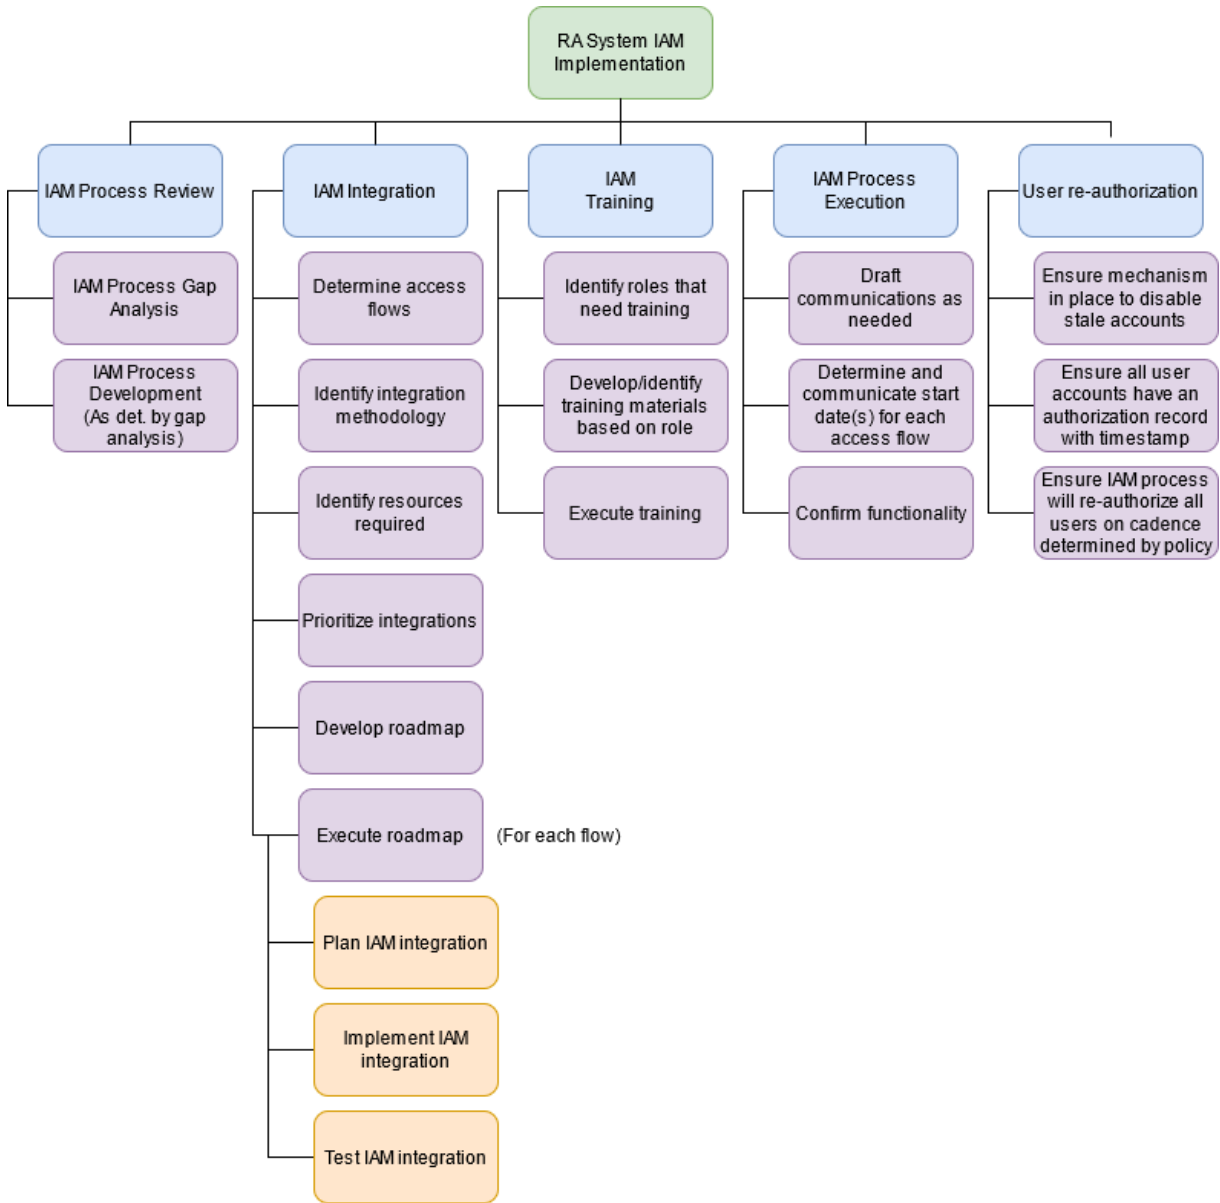 RA System IAM
Implementation
IAM Process Review
IAM Integration
IAM
Training
IAM Process
Execution
User re-authorization
IAM Process Gap
Analysis
Determine access
flows
Identify roles that
need training
Draft
communications as
needed
Ensure mechanism
in place to disable
stale accounts
IAM Process
Development
(As det. by gap
analysis)
Identify integration
methodology
Develop/identify
training materials
based on role
Determine and
communicate start
date(s) for each
access flow
Ensure all user
accounts have an
authorization record
with timestamp
Identify resources
required
Execute training
Confirm functionality
Ensure IAM process
will re-authorize all
users on cadence
determined by policy
Prioritize integrations
Develop roadmap
Execute roadmap
(For each flow)
Plan IAM integration
Implement IAM
integration
Test IAM integration